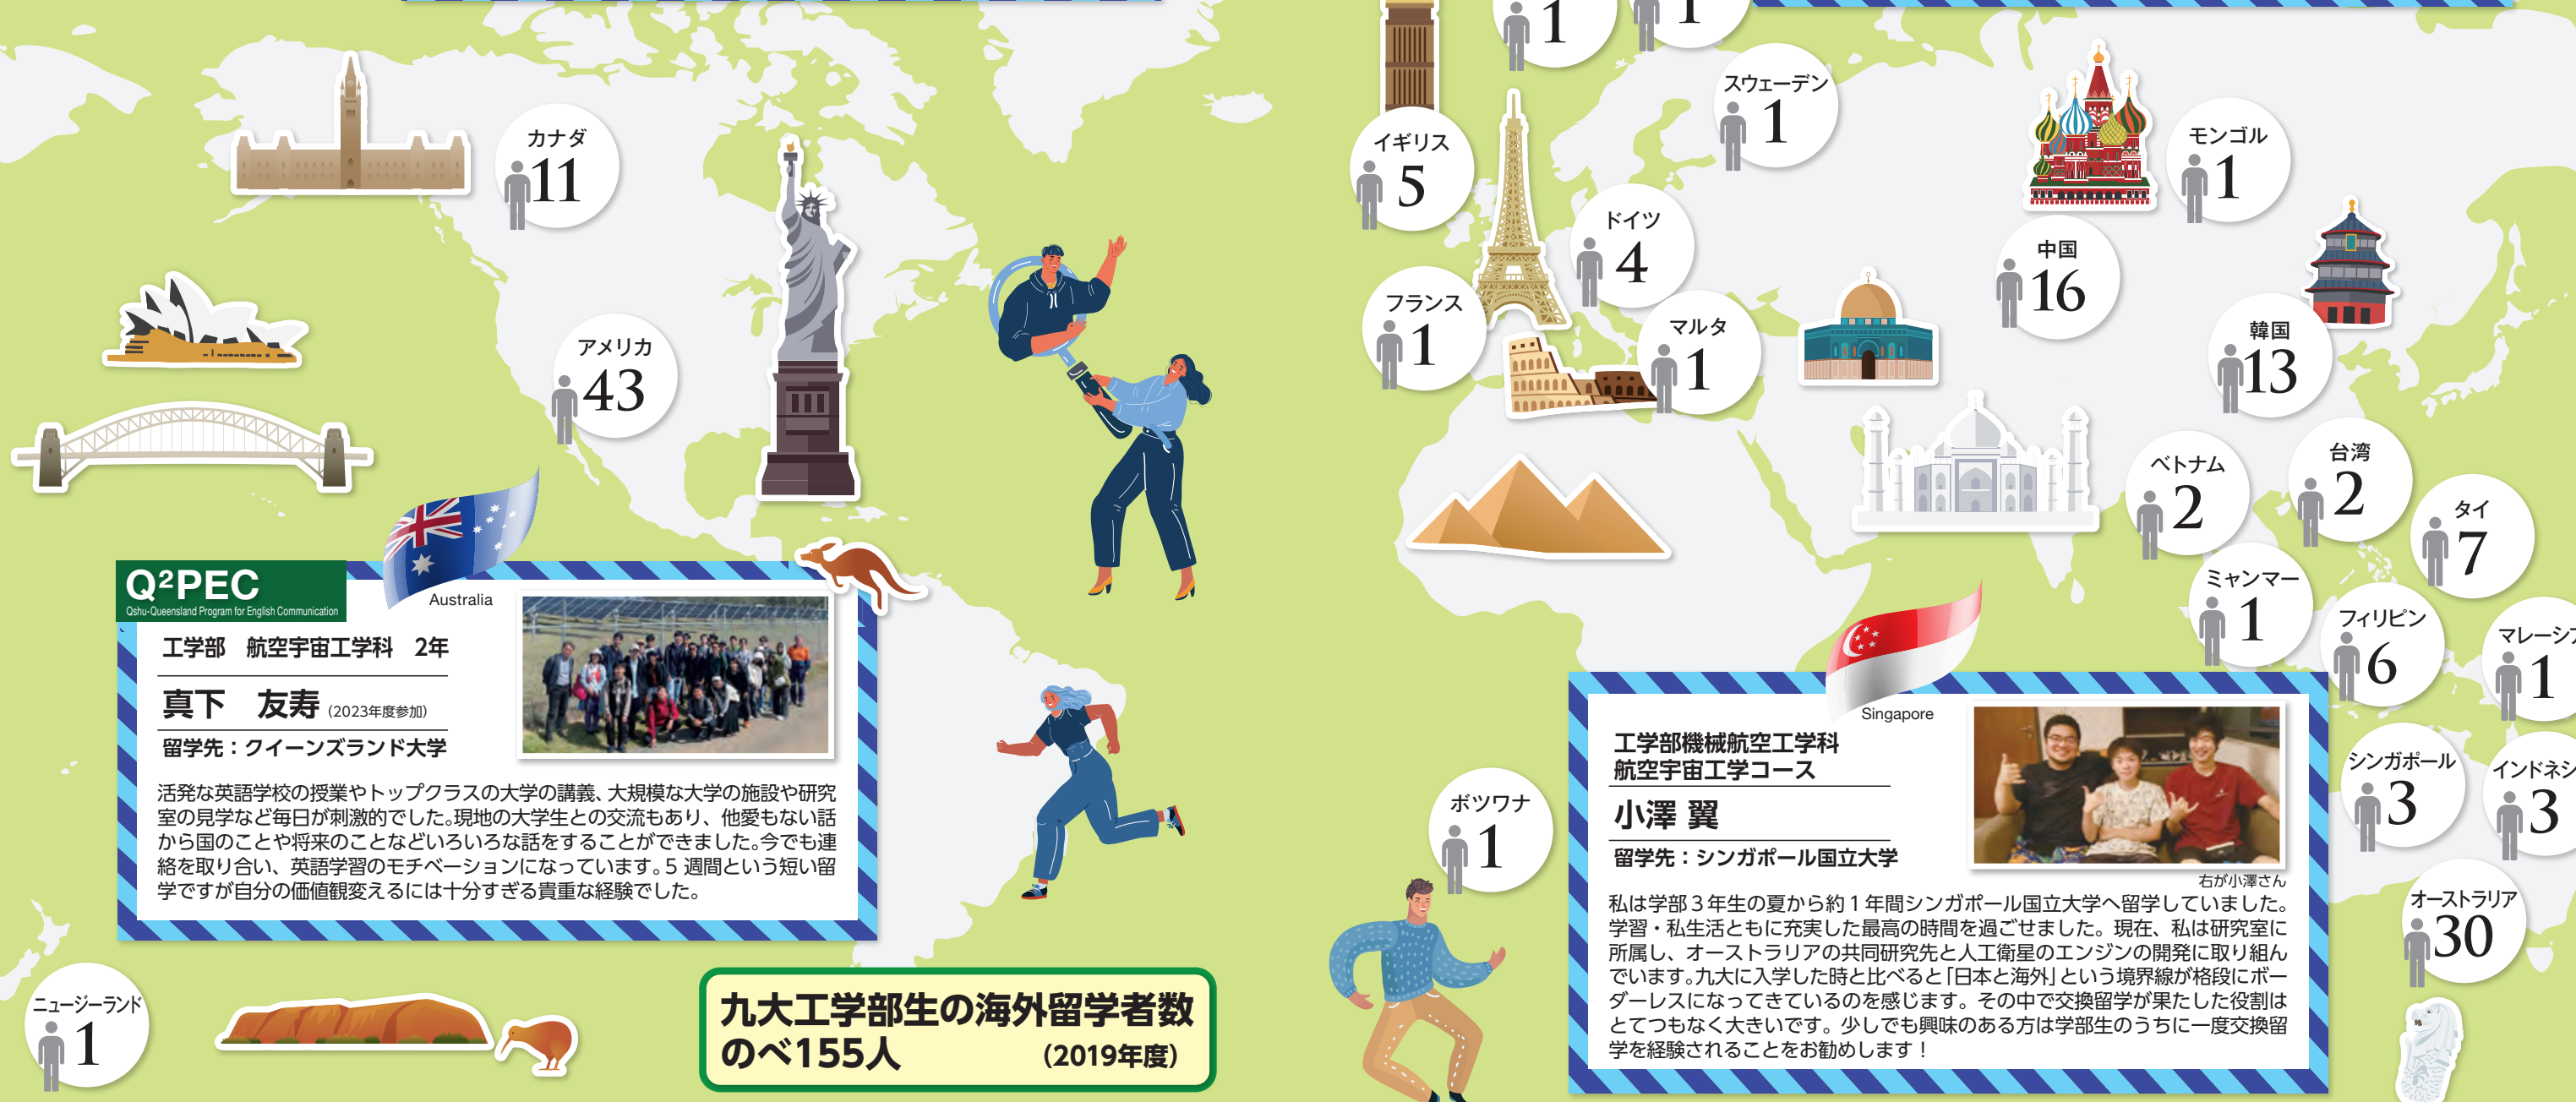 1
1
スウェーデン
1
カナダ
11
イギリス
5
モンゴル
1
ドイツ
4
中国
16
フランス
1
マルタ
1
韓国
13
アメリカ
43
ベトナム
2
台湾
2
タイ
7
ミャンマー
1
フィリピン
6
マレーシ
1
シンガポール
3
インドネシ
3
ボツワナ
1
オーストラリア
30
ニュージーランド
1
Q²PEC
Qshu-Queensland Program for English Communication
Australia
工学部 航空宇宙工学科 2年
真下 友寿 (2023年度参加)
留学先：クイーンズランド大学
活発な英語学校の授業やトップクラスの大学の講義、大規模な大学の施設や研究
室の見学など毎日が刺激的でした。現地の大学生との交流もあり、他愛もない話
から国のことや将来のことなどいろいろな話をすることができました。今でも連
絡を取り合い、英語学習のモチベーションになっています。5 週間という短い留
学ですが自分の価値観変えるには十分すぎる貴重な経験でした。
九大工学部生の海外留学者数
のべ155人 （2019年度）
Singapore
工学部機械航空工学科
航空宇宙工学コース
小澤 翼
留学先：シンガポール国立大学
右が小澤さん
私は学部３年生の夏から約１年間シンガポール国立大学へ留学していました。
学習・私生活ともに充実した最高の時間を過ごせました。現在、私は研究室に
所属し、オーストラリアの共同研究先と人工衛星のエンジンの開発に取り組ん
でいます。九大に入学した時と比べると「日本と海外」という境界線が格段にボー
ダーレスになってきているのを感じます。その中で交換留学が果たした役割は
とてつもなく大きいです。少しでも興味のある方は学部生のうちに一度交換留
学を経験されることをお勧めします！